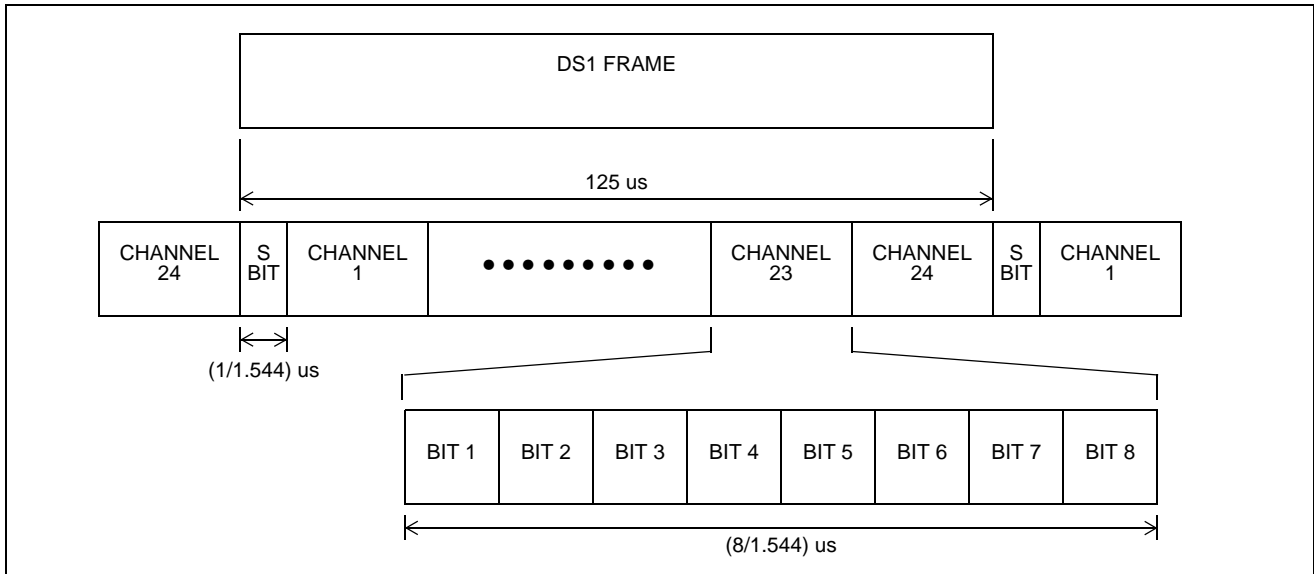 DS1 FRAME
125 us
CHANNEL
24
S
BIT
CHANNEL
1
CHANNEL
23
CHANNEL
24
S
BIT
CHANNEL
1
(1/1.544) us
BIT 1
BIT 2
BIT 3
BIT 4
BIT 5
BIT 6
BIT 7
BIT 8
(8/1.544) us